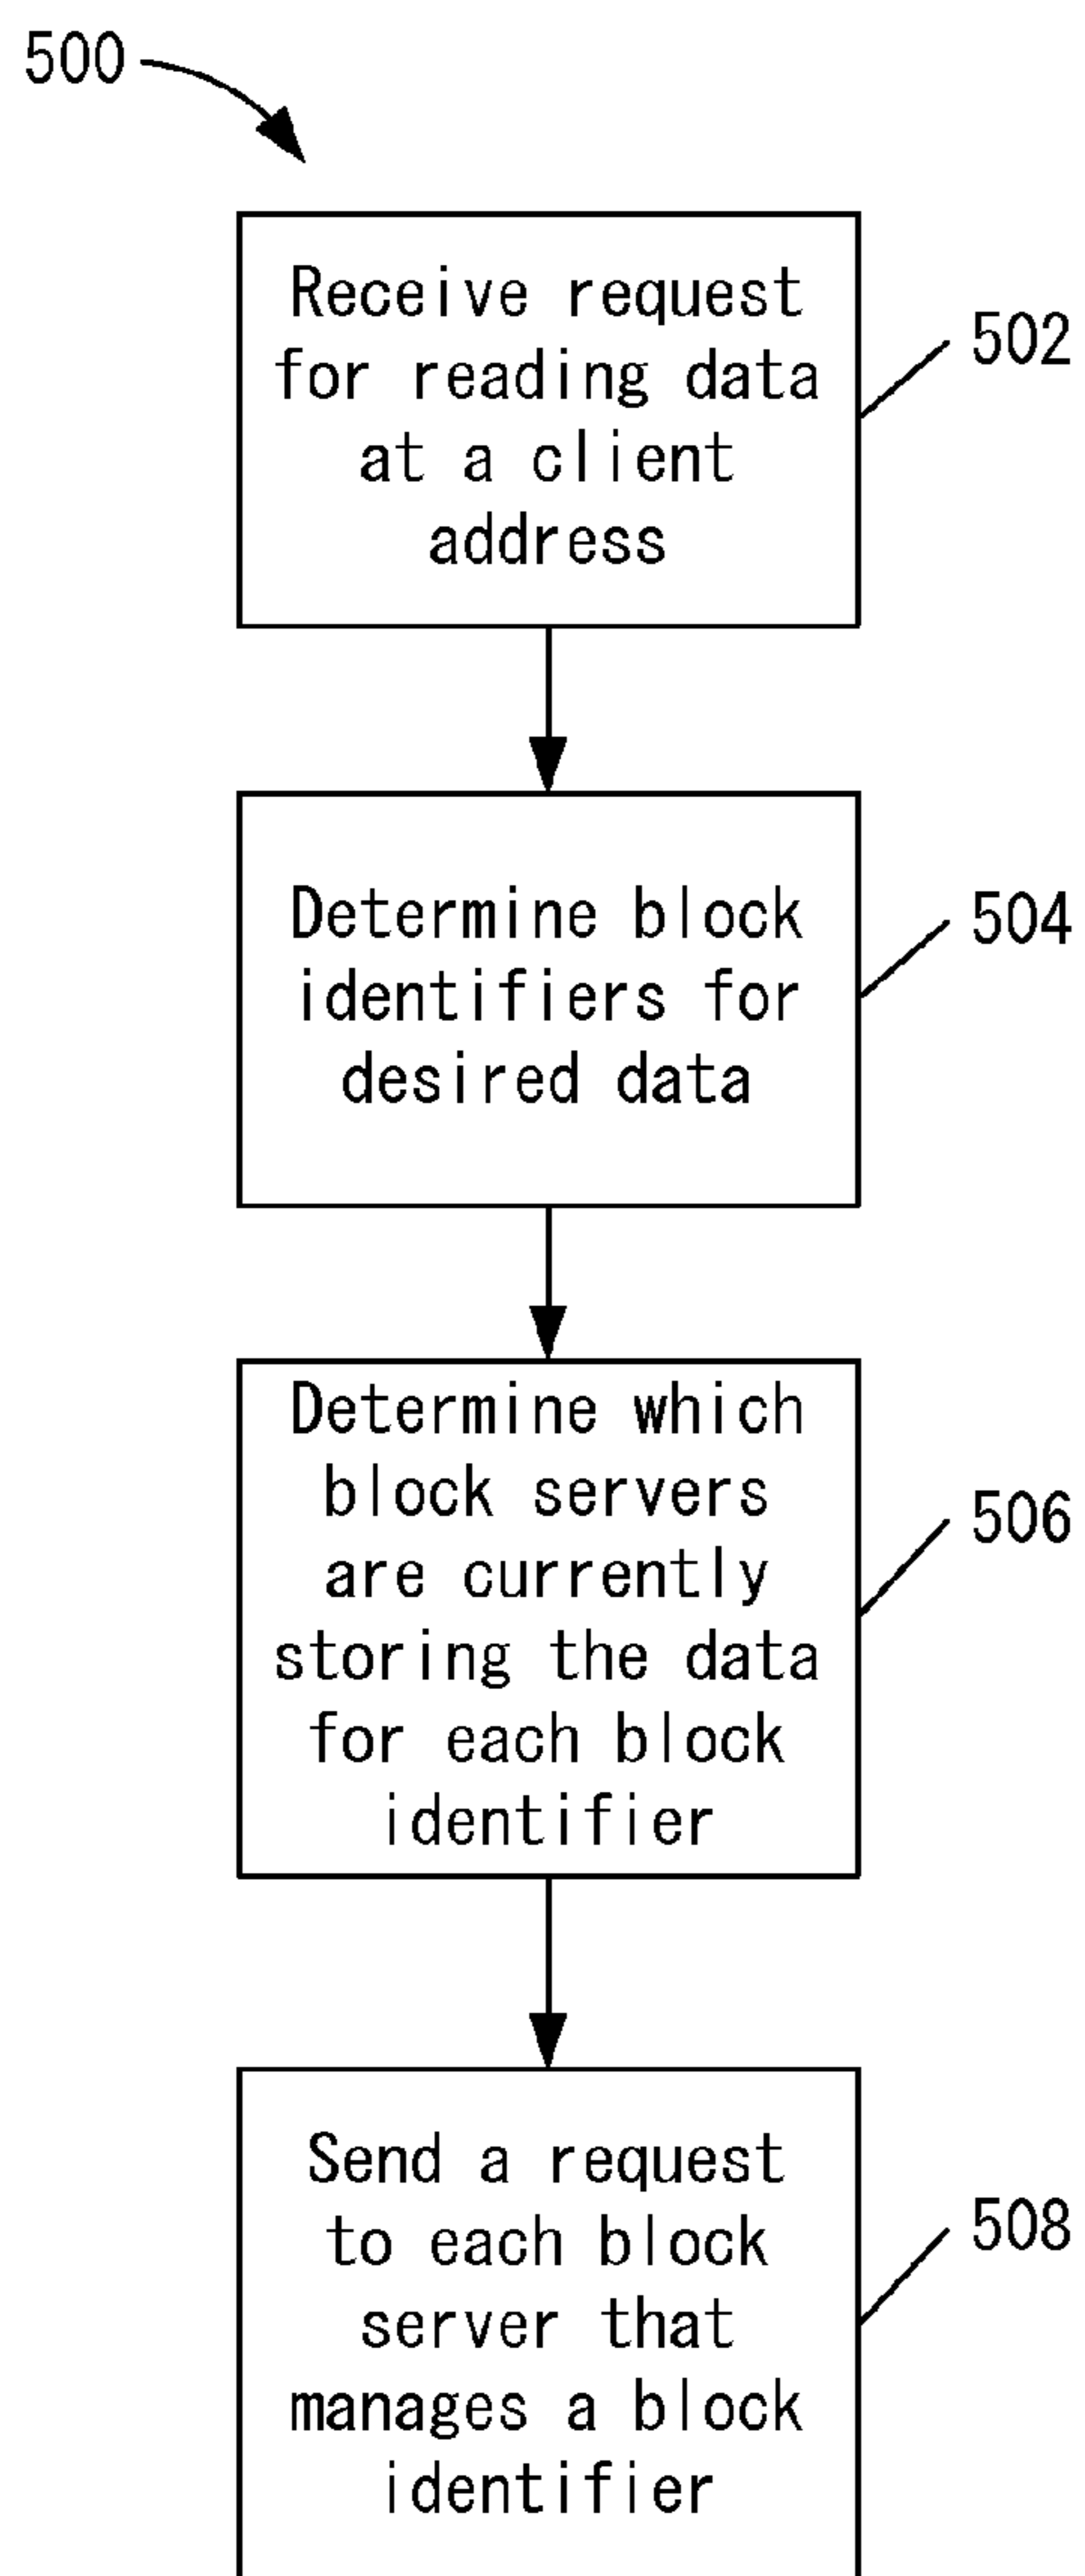 500
Receive request
for reading data
at a client
address
502
Determine block
identifiers for
desired data
504
Determine which
block servers
are currently
storing the data
for each block
identifier
506
Send a request
to each block
server that
manages a block
identifier
508